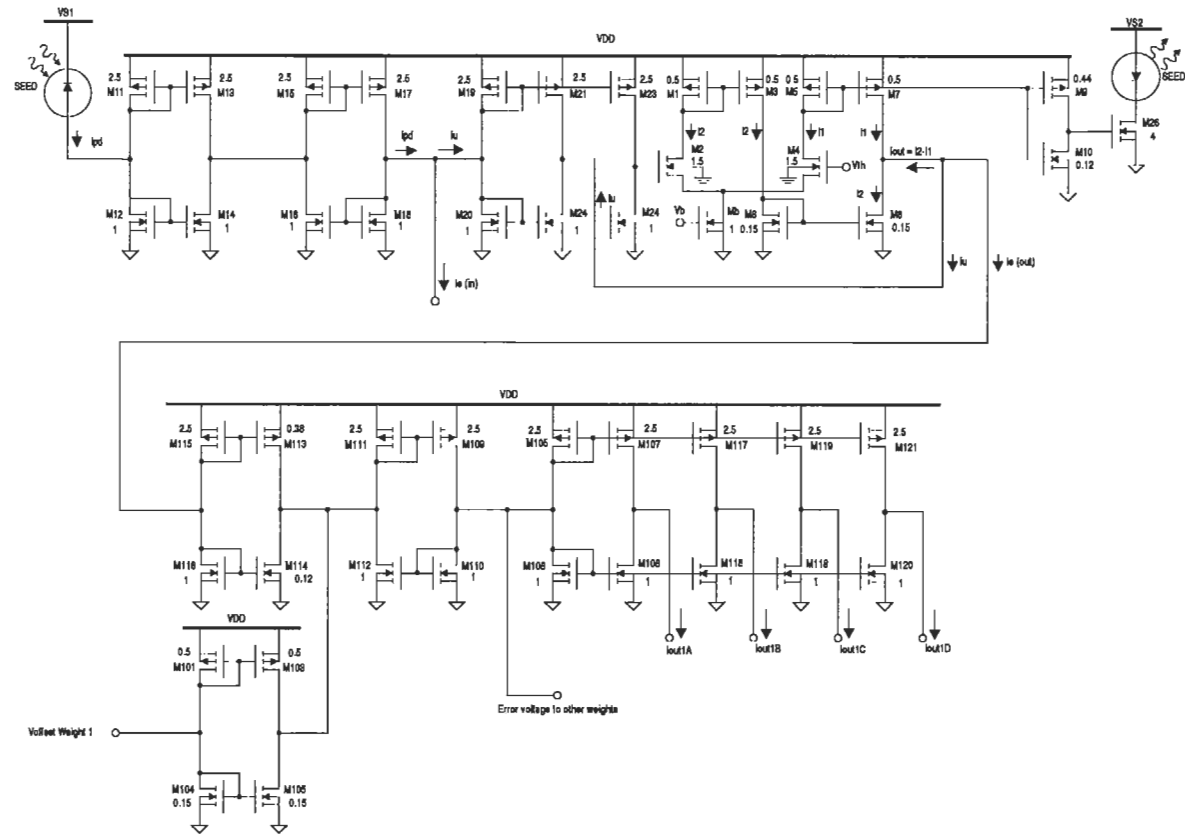 VS1
VS2
VDD
SEED
SEED
2.5
M11
2.5
M13
2.5
M15
2.5
M17
2.5
M19
2.5
M21
2.5
M23
0.5
M1
0.5
M3
0.5
M5
0.5
M7
0.44
M9
M26
4
Ipd
Ipd
iu
I2
I2
I1
I1
M2
1.5
M4
1.5
Vth
Iout = I2-I1
M10
0.12
M12
1
M14
1
M16
1
M18
1
M20
1
M24
1
iu
M24
1
Vb
Mb
1
M8
0.15
I2
M6
0.15
ie (in)
iu
ie (out)
VDD
2.5
M115
0.38
M113
2.5
M111
2.5
M109
2.5
M105
2.5
M107
2.5
M117
2.5
M119
2.5
M121
M116
1
M114
0.12
M112
1
M110
1
M106
1
M108
1
M118
1
M118
1
M120
1
VDD
0.5
M101
0.5
M103
Iout1A
Iout1B
Iout1C
Iout1D
Error voltage to other weights
Voffset Weight 1
M104
0.15
M105
0.15